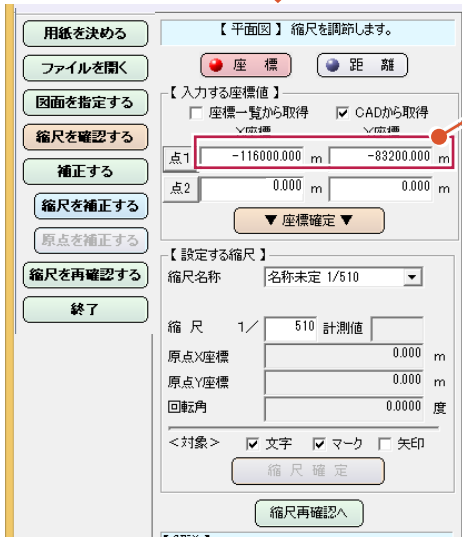 用紙を決める
ファイルを開く
図面を指定する
縮尺を確認する
補正する
縮尺を補正する
原点を補正する
縮尺を再確認する
終了
【 平面図 】 縮尺を調節します。
座 標
距 離
【 入力する座標値 】
座標一覧から取得
CADから取得
X座標 Y座標
点1 -116000.000 m -83200.000 m
点2 0.000 m 0.000 m
▼ 座標確定 ▼
【 設定する縮尺 】
縮尺名称 名称未定 1/510
縮 尺 1/ 510 計測値
原点X座標 0.000 m
原点Y座標 0.000 m
回転角 0.0000 度
<対象> 文字 マーク 矢印
縮 尺 確 定
縮尺再確認へ